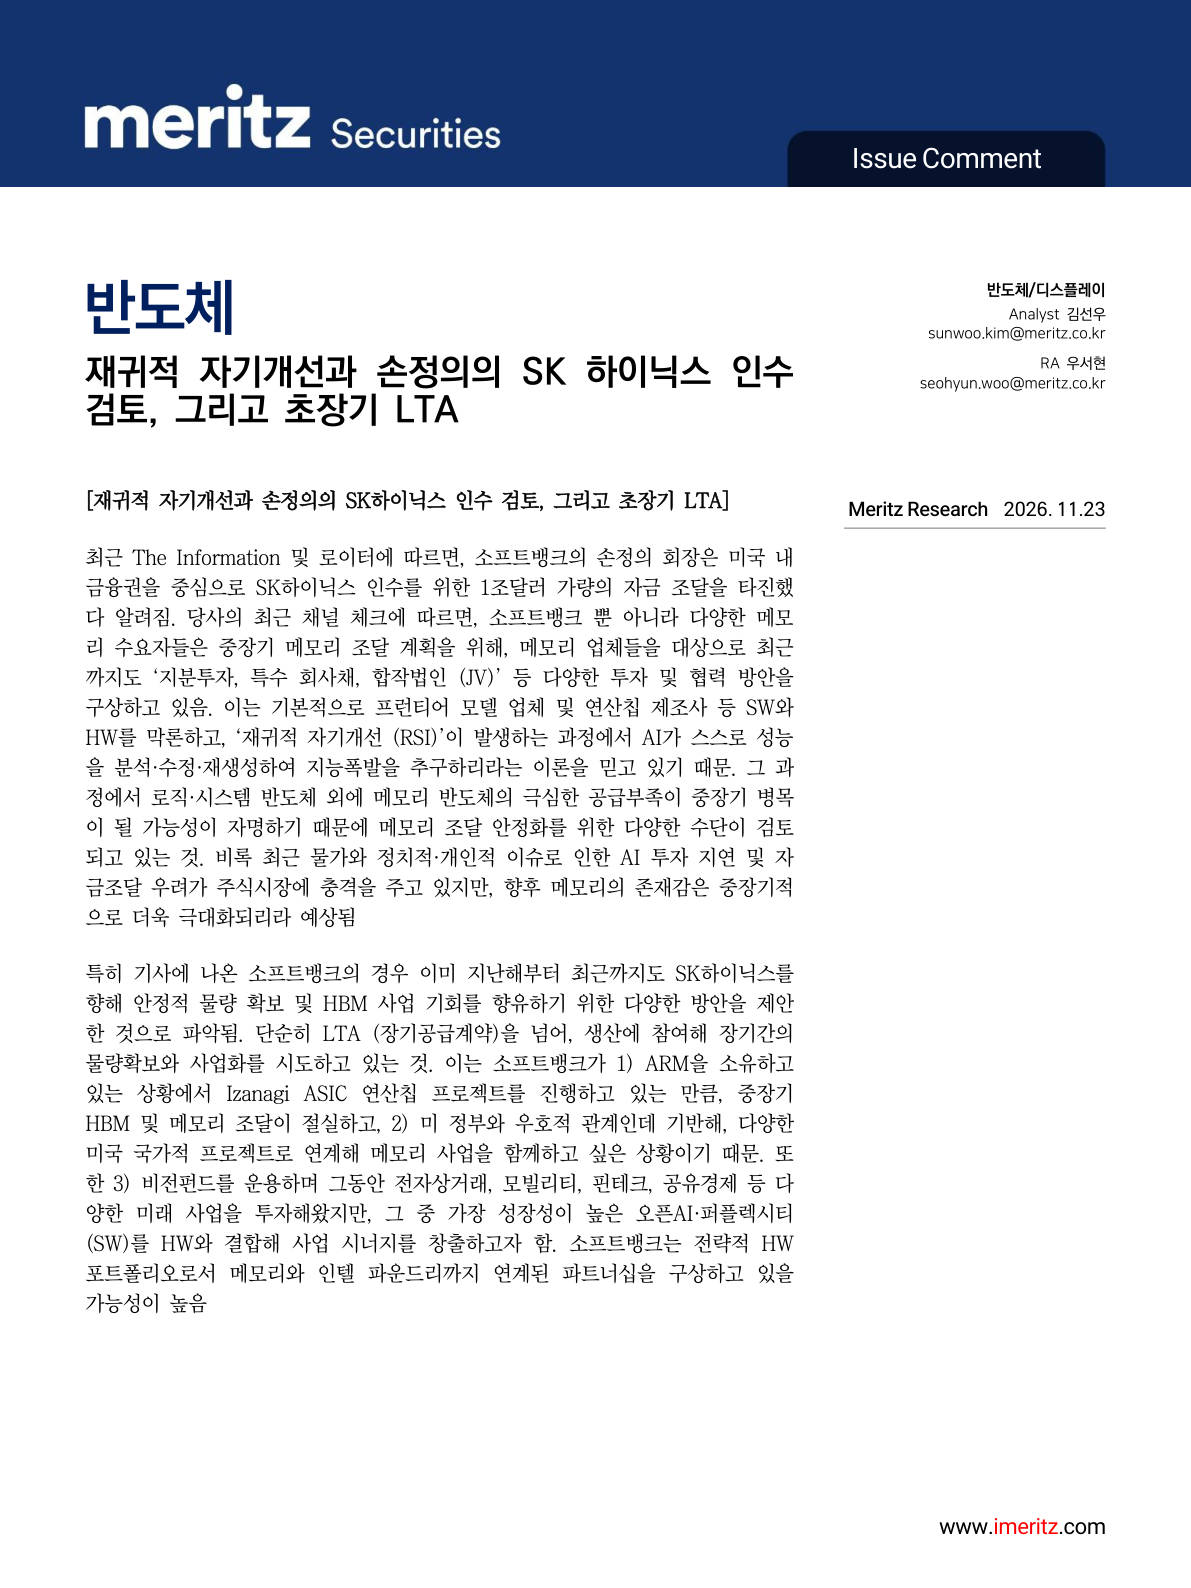 meritz Securities
Issue Comment
반도체
재귀적 자기개선과 손정의의 SK 하이닉스 인수
검토, 그리고 초장기 LTA
반도체/디스플레이
Analyst 김선우
sunwoo.kim@meritz.co.kr
RA 우서현
seohyun.woo@meritz.co.kr
[재귀적 자기개선과 손정의의 SK하이닉스 인수 검토, 그리고 초장기 LTA]
Meritz Research 2026. 11.23
최근 The Information 및 로이터에 따르면, 소프트뱅크의 손정의 회장은 미국 내
금융권을 중심으로 SK하이닉스 인수를 위한 1조달러 가량의 자금 조달을 타진했
다 알려짐. 당사의 최근 채널 체크에 따르면, 소프트뱅크 뿐 아니라 다양한 메모
리 수요자들은 중장기 메모리 조달 계획을 위해, 메모리 업체들을 대상으로 최근
까지도 ‘지분투자, 특수 회사채, 합작법인 (JV)’ 등 다양한 투자 및 협력 방안을
구상하고 있음. 이는 기본적으로 프런티어 모델 업체 및 연산칩 제조사 등 SW와
HW를 막론하고, ‘재귀적 자기개선 (RSI)’이 발생하는 과정에서 AI가 스스로 성능
을 분석·수정·재생성하여 지능폭발을 추구하리라는 이론을 믿고 있기 때문. 그 과
정에서 로직·시스템 반도체 외에 메모리 반도체의 극심한 공급부족이 중장기 병목
이 될 가능성이 자명하기 때문에 메모리 조달 안정화를 위한 다양한 수단이 검토
되고 있는 것. 비록 최근 물가와 정치적·개인적 이슈로 인한 AI 투자 지연 및 자
금조달 우려가 주식시장에 충격을 주고 있지만, 향후 메모리의 존재감은 중장기적
으로 더욱 극대화되리라 예상됨
특히 기사에 나온 소프트뱅크의 경우 이미 지난해부터 최근까지도 SK하이닉스를
향해 안정적 물량 확보 및 HBM 사업 기회를 향유하기 위한 다양한 방안을 제안
한 것으로 파악됨. 단순히 LTA (장기공급계약)을 넘어, 생산에 참여해 장기간의
물량확보와 사업화를 시도하고 있는 것. 이는 소프트뱅크가 1) ARM을 소유하고
있는 상황에서 Izanagi ASIC 연산칩 프로젝트를 진행하고 있는 만큼, 중장기
HBM 및 메모리 조달이 절실하고, 2) 미 정부와 우호적 관계인데 기반해, 다양한
미국 국가적 프로젝트로 연계해 메모리 사업을 함께하고 싶은 상황이기 때문. 또
한 3) 비전펀드를 운용하며 그동안 전자상거래, 모빌리티, 핀테크, 공유경제 등 다
양한 미래 사업을 투자해왔지만, 그 중 가장 성장성이 높은 오픈AI·퍼플렉시티
(SW)를 HW와 결합해 사업 시너지를 창출하고자 함. 소프트뱅크는 전략적 HW
포트폴리오로서 메모리와 인텔 파운드리까지 연계된 파트너십을 구상하고 있을
가능성이 높음
www.imeritz.com